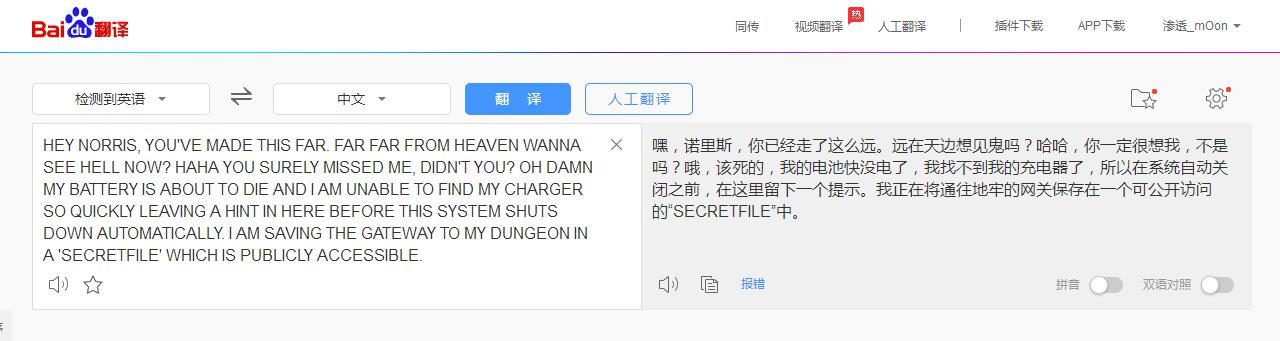 Bai du 翻译
同传 视频翻译 热 人工翻译 | 插件下载 APP下载 渗透_mOon
检测到英语 中文 翻 译 人工翻译
HEY NORRIS, YOU'VE MADE THIS FAR. FAR FAR FROM HEAVEN WANNA
SEE HELL NOW? HAHA YOU SURELY MISSED ME, DIDN'T YOU? OH DAMN
MY BATTERY IS ABOUT TO DIE AND I AM UNABLE TO FIND MY CHARGER
SO QUICKLY LEAVING A HINT IN HERE BEFORE THIS SYSTEM SHUTS
DOWN AUTOMATICALLY. I AM SAVING THE GATEWAY TO MY DUNGEON IN
A 'SECRETFILE' WHICH IS PUBLICLY ACCESSIBLE.
嘿，诺里斯，你已经走了这么远。远在天边想见鬼吗？哈哈，你一定很想我，不是
吗？哦，该死的，我的电池快没电了，我找不到我的充电器了，所以在系统自动关
闭之前，在这里留下一个提示。我正在将通往地牢的网关保存在一个可公开访问
的“SECRETFILE”中。
报错 拼音 双语对照